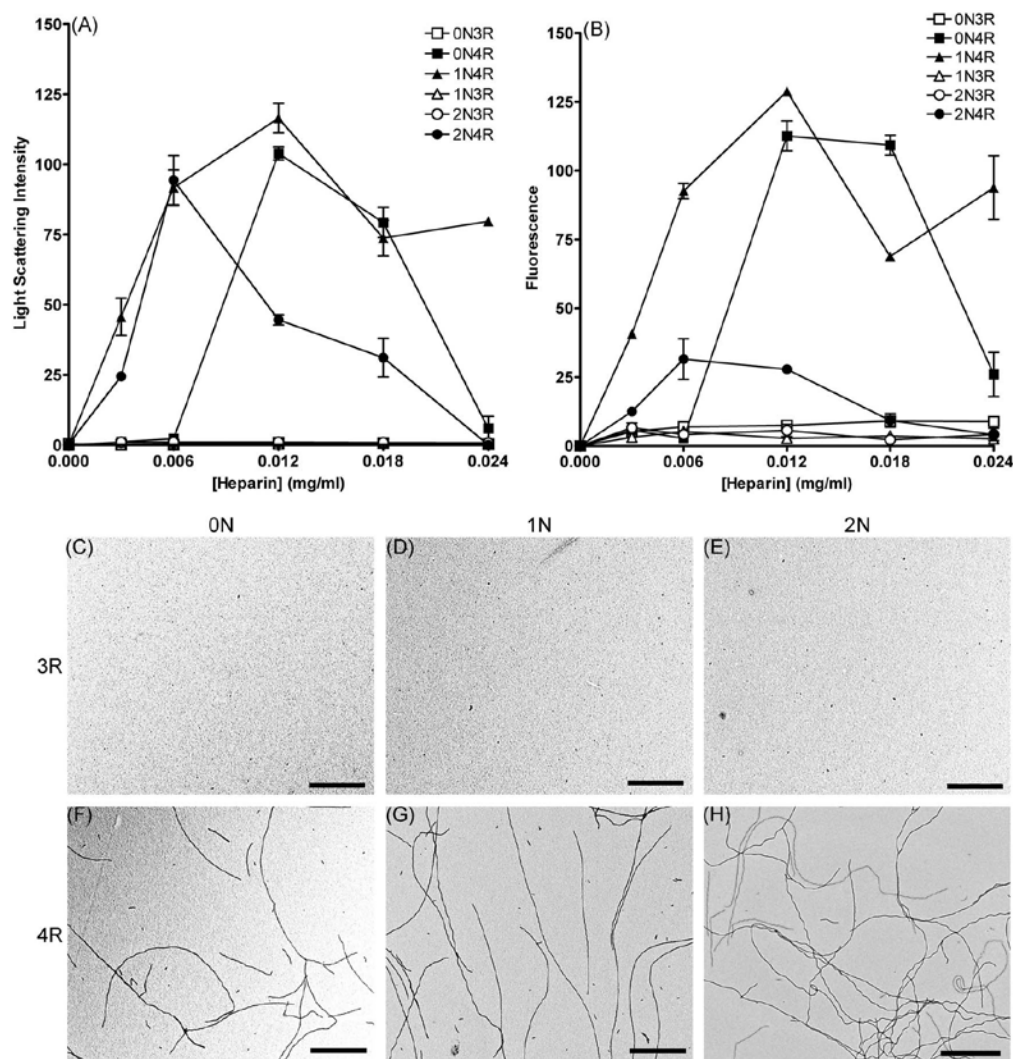 (A)
150
125
100
75
50
25
0
Light Scattering Intensity
0N3R
0N4R
1N4R
1N3R
2N3R
2N4R
0.000 0.006 0.012 0.018 0.024
[Heparin] (mg/ml)
(B)
150
125
100
75
50
25
0
Fluorescence
0N3R
0N4R
1N4R
1N3R
2N3R
2N4R
0.000 0.006 0.012 0.018 0.024
[Heparin] (mg/ml)
0N 1N 2N
(C) (D) (E)
3R
(F) (G) (H)
4R